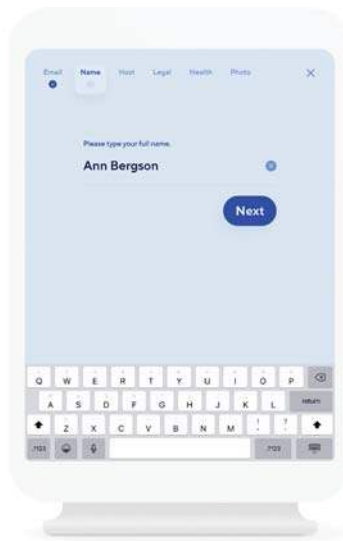 Email Name Host Legal Health Photo
Please type your full name.
Ann Bergson
Next
Q W E R T Y U I O P
A S D F G H J K L return
Z X C V B N M ! ?
.?123 .?123